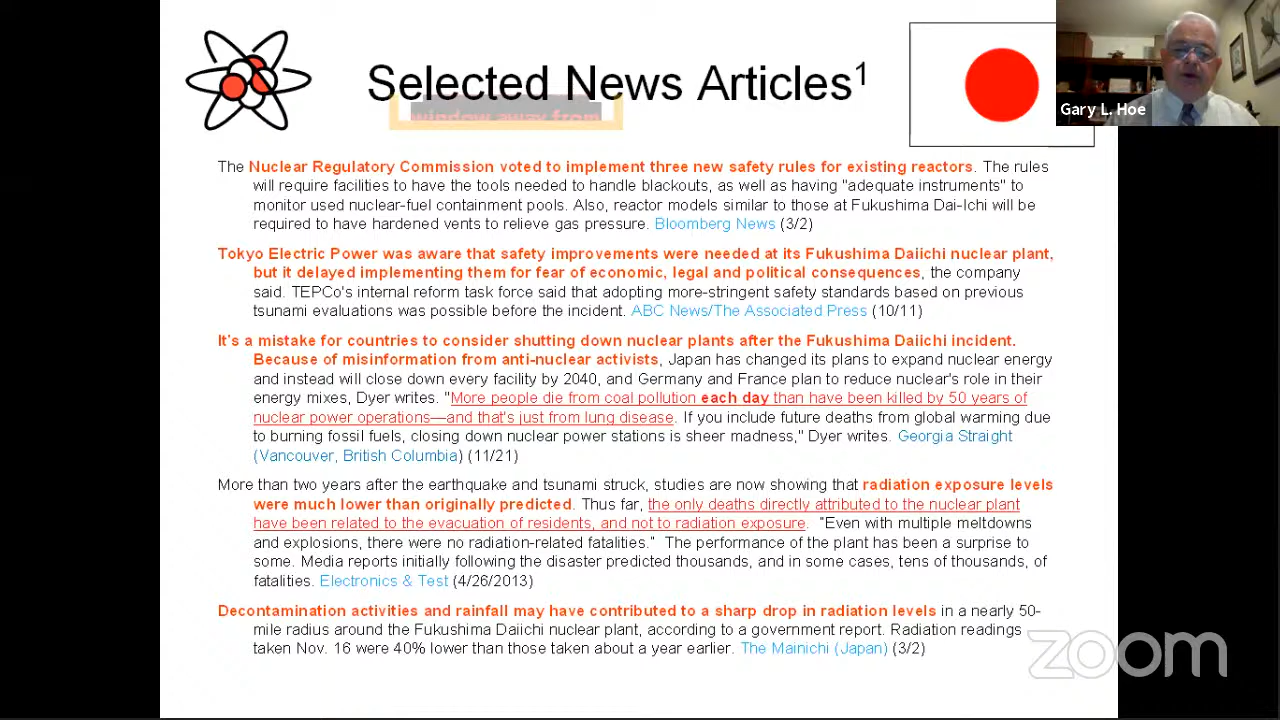 Selected News Articles1
window away from
Gary L. Hoe
The Nuclear Regulatory Commission voted to implement three new safety rules for existing reactors. The rules
will require facilities to have the tools needed to handle blackouts, as well as having "adequate instruments" to
monitor used nuclear-fuel containment pools. Also, reactor models similar to those at Fukushima Dai-Ichi will be
required to have hardened vents to relieve gas pressure. Bloomberg News (3/2)
Tokyo Electric Power was aware that safety improvements were needed at its Fukushima Daiichi nuclear plant,
but it delayed implementing them for fear of economic, legal and political consequences, the company
said. TEPCo's internal reform task force said that adopting more-stringent safety standards based on previous
tsunami evaluations was possible before the incident. ABC News/The Associated Press (10/11)
It's a mistake for countries to consider shutting down nuclear plants after the Fukushima Daiichi incident.
Because of misinformation from anti-nuclear activists, Japan has changed its plans to expand nuclear energy
and instead will close down every facility by 2040, and Germany and France plan to reduce nuclear's role in their
energy mixes, Dyer writes. "More people die from coal pollution each day than have been killed by 50 years of
nuclear power operations—and that's just from lung disease. If you include future deaths from global warming due
to burning fossil fuels, closing down nuclear power stations is sheer madness," Dyer writes. Georgia Straight
(Vancouver, British Columbia) (11/21)
More than two years after the earthquake and tsunami struck, studies are now showing that radiation exposure levels
were much lower than originally predicted. Thus far, the only deaths directly attributed to the nuclear plant
have been related to the evacuation of residents, and not to radiation exposure. "Even with multiple meltdowns
and explosions, there were no radiation-related fatalities." The performance of the plant has been a surprise to
some. Media reports initially following the disaster predicted thousands, and in some cases, tens of thousands, of
fatalities. Electronics & Test (4/26/2013)
Decontamination activities and rainfall may have contributed to a sharp drop in radiation levels in a nearly 50-
mile radius around the Fukushima Daiichi nuclear plant, according to a government report. Radiation readings
taken Nov. 16 were 40% lower than those taken about a year earlier. The Mainichi (Japan) (3/2)
zoom